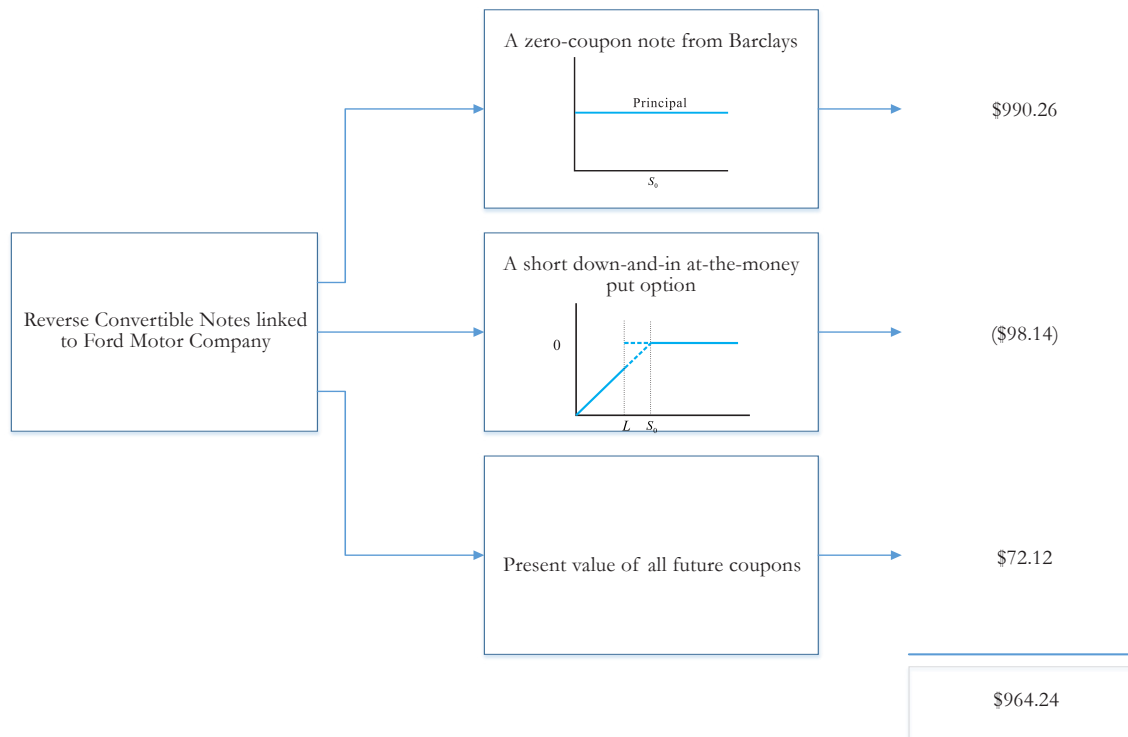 A zero-coupon note from Barclays
Principal
S₀
$990.26
Reverse Convertible Notes linked
to Ford Motor Company
A short down-and-in at-the-money
put option
0
L S₀
($98.14)
Present value of all future coupons
$72.12
$964.24